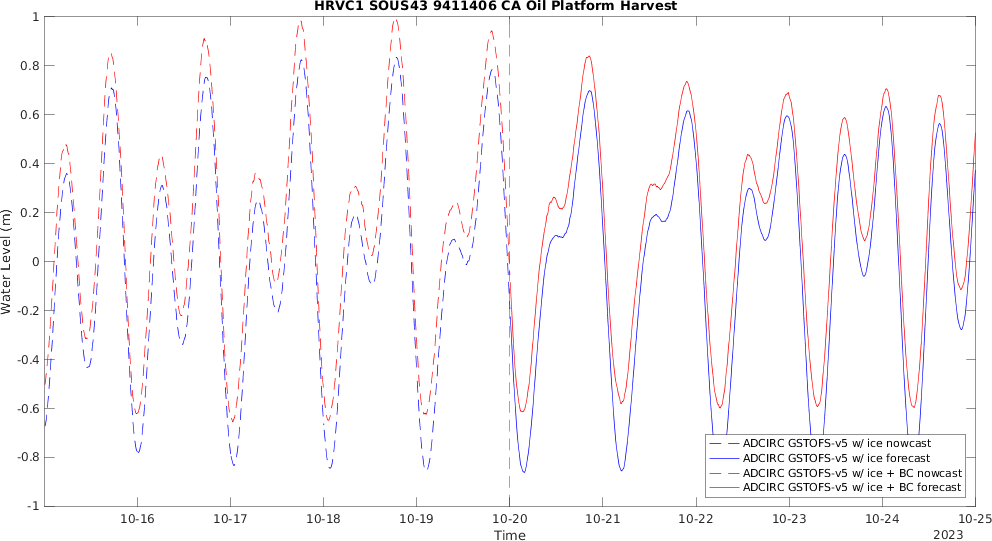 HRVC1 SOUS43 9411406 CA Oil Platform Harvest
1
0.8
0.6
0.4
0.2
0
-0.2
-0.4
-0.6
-0.8
-1
Water Level (m)
ADCIRC GSTOFS-v5 w/ ice nowcast
ADCIRC GSTOFS-v5 w/ ice forecast
ADCIRC GSTOFS-v5 w/ ice + BC nowcast
ADCIRC GSTOFS-v5 w/ ice + BC forecast
10-16 10-17 10-18 10-19 10-20 10-21 10-22 10-23 10-24 10-25
Time
2023